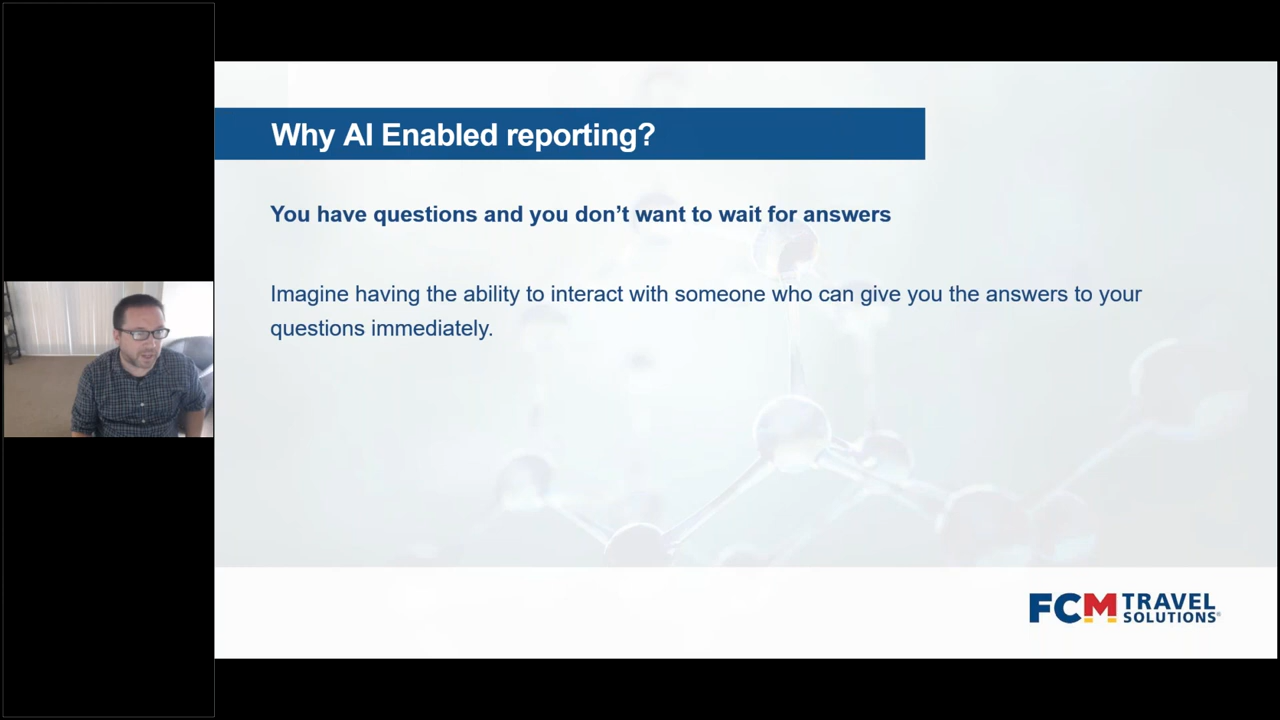 Why AI Enabled reporting?
You have questions and you don’t want to wait for answers
Imagine having the ability to interact with someone who can give you the answers to your
questions immediately.
FCM TRAVEL
SOLUTIONS®